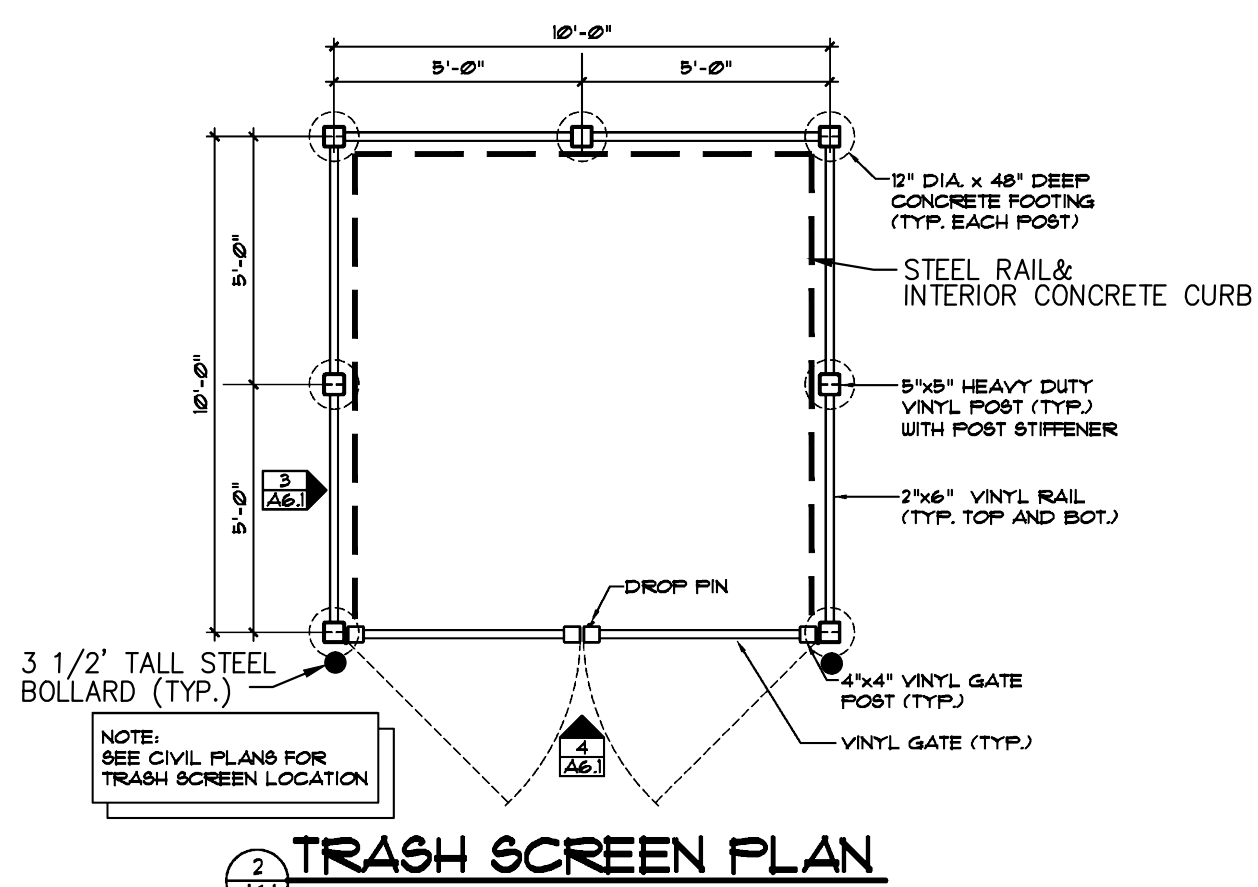 10'-0"
5'-0"
5'-0"
12" DIA. x 48" DEEP
CONCRETE FOOTING
(TYP. EACH POST)
STEEL RAIL&
INTERIOR CONCRETE CURB
5'-0"
10'-0"
5"x5" HEAVY DUTY
VINYL POST (TYP.)
WITH POST STIFFENER
3
A6.1
5'-0"
2"x6" VINYL RAIL
(TYP. TOP AND BOT.)
DROP PIN
3 1/2' TALL STEEL
BOLLARD (TYP.)
4"x4" VINYL GATE
POST (TYP.)
VINYL GATE (TYP.)
NOTE:
SEE CIVIL PLANS FOR
TRASH SCREEN LOCATION
4
A6.1
2
TRASH SCREEN PLAN